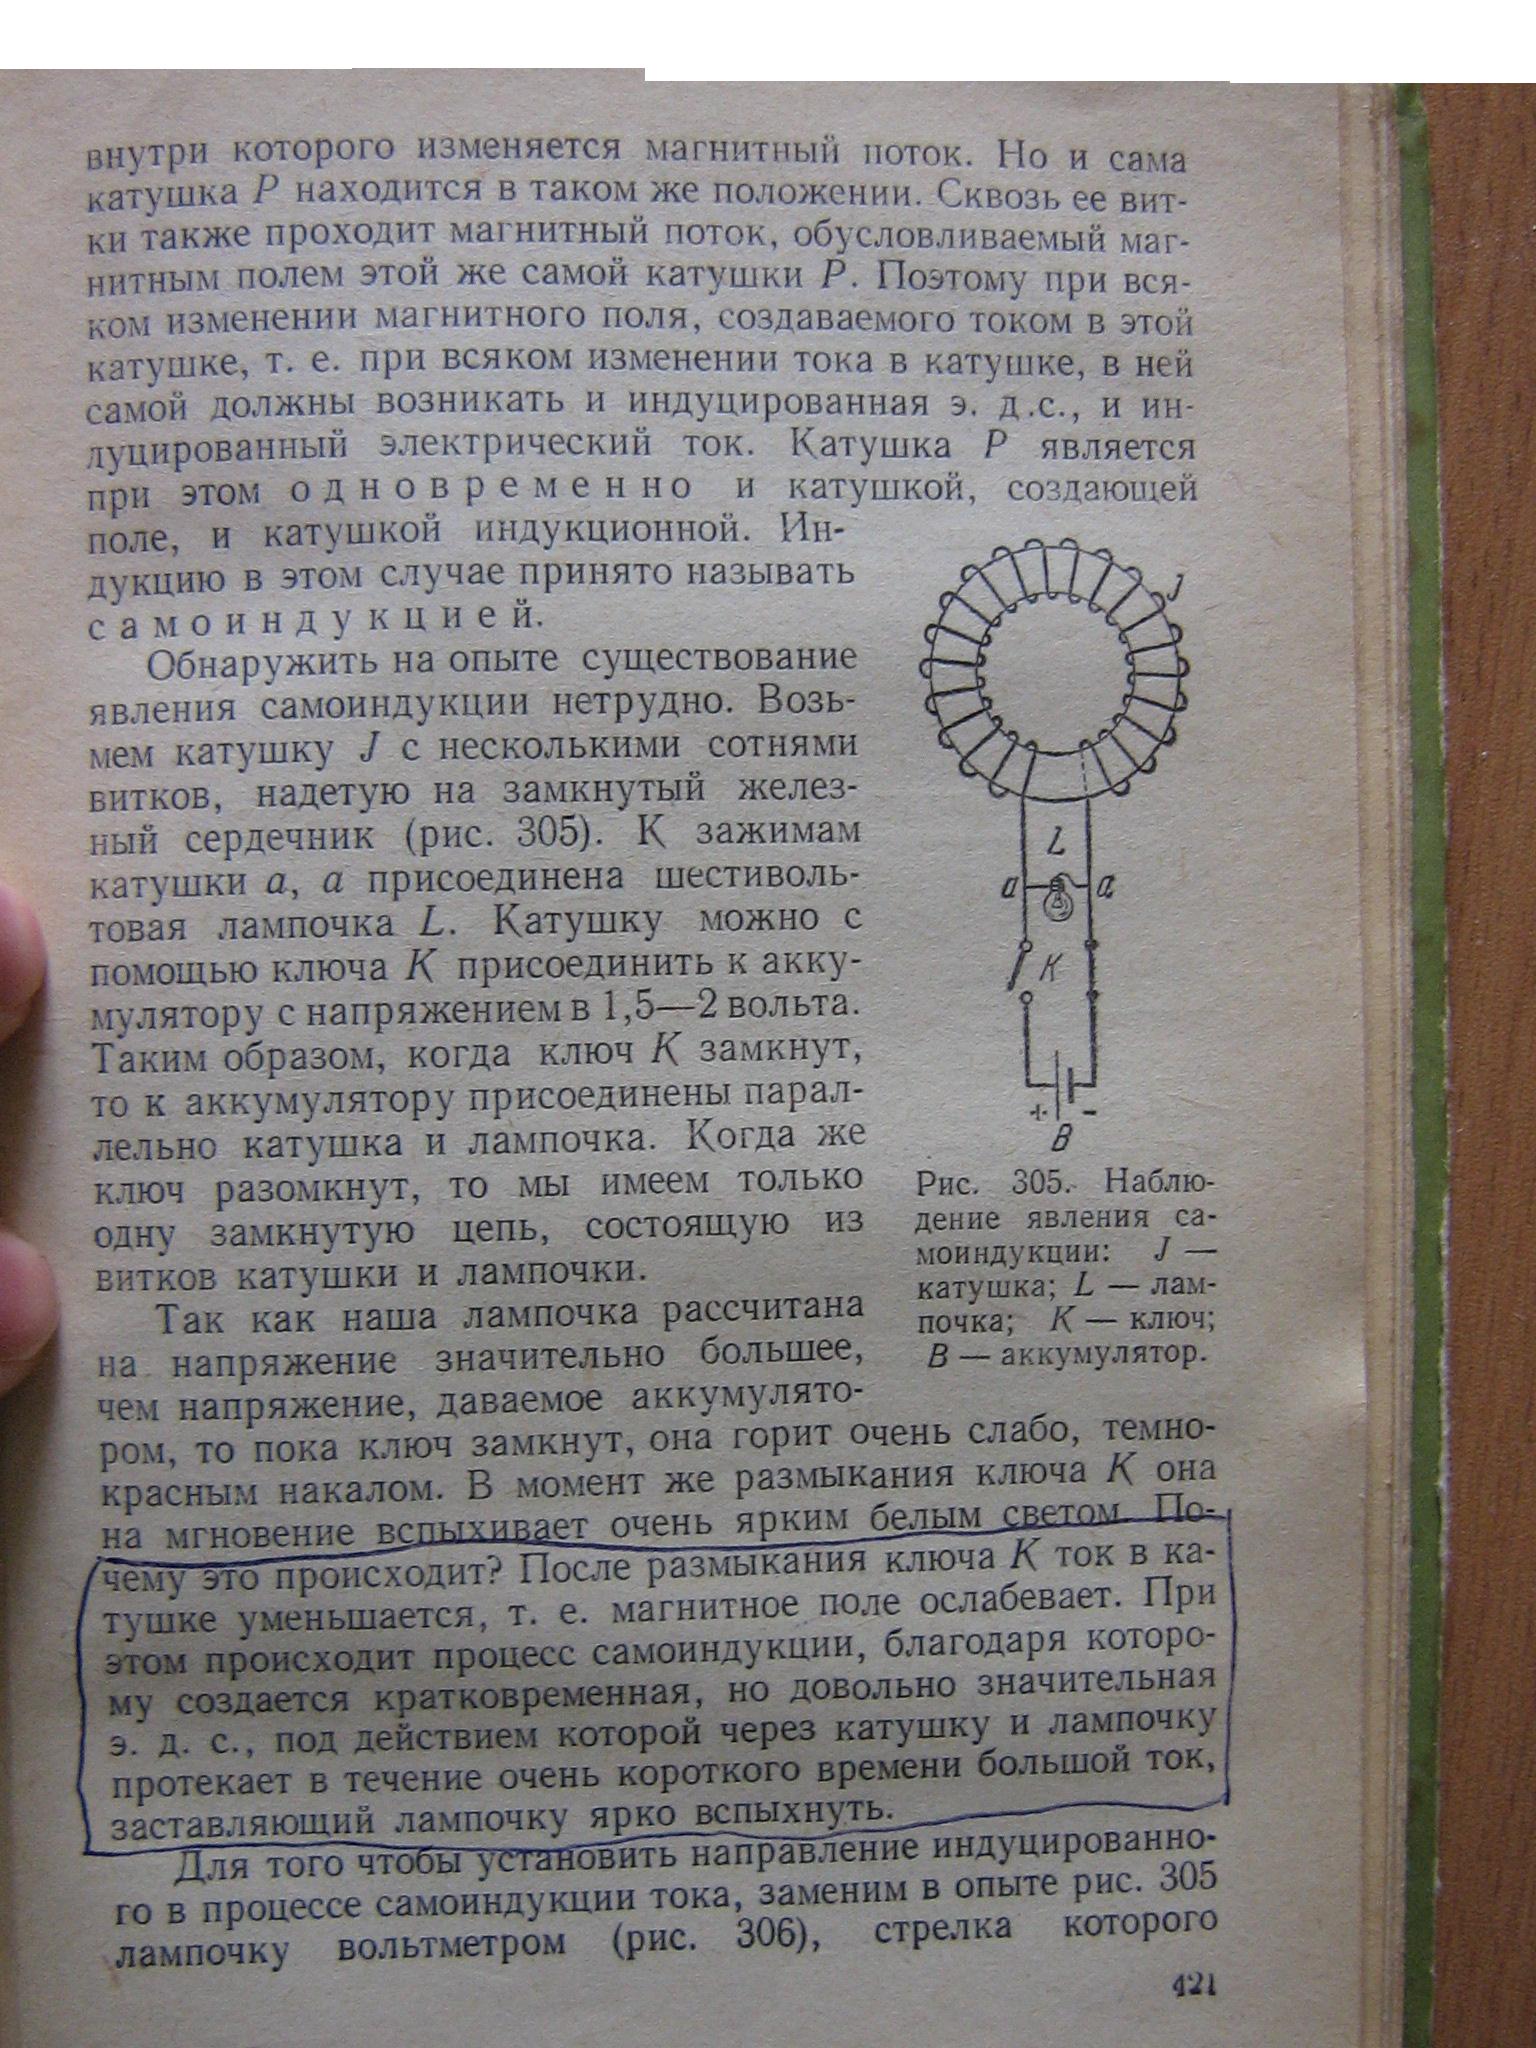 внутри которого изменяется магнитный поток. Но и сама
катушка P находится в таком же положении. Сквозь ее вит-
ки также проходит магнитный поток, обусловливаемый маг-
нитным полем этой же самой катушки P. Поэтому при вся-
ком изменении магнитного поля, создаваемого током в этой
катушке, т. е. при всяком изменении тока в катушке, в ней
самой должны возникать и индуцированная э. д.с., и ин-
дуцированный электрический ток. Катушка P является
при этом одновременно и катушкой, создающей
поле, и катушкой индукционной. Ин-
дукцию в этом случае принято называть
самоиндукцией.
Обнаружить на опыте существование
явления самоиндукции нетрудно. Возь-
мем катушку J с несколькими сотнями
витков, надетую на замкнутый желез-
ный сердечник (рис. 305). К зажимам
катушки a, a присоединена шестиволь-
товая лампочка L. Катушку можно с
помощью ключа K присоединить к акку-
мулятору с напряжением в 1,5—2 вольта.
Таким образом, когда ключ K замкнут,
то к аккумулятору присоединены парал-
лельно катушка и лампочка. Когда же
ключ разомкнут, то мы имеем только
одну замкнутую цепь, состоящую из
витков катушки и лампочки.
Так как наша лампочка рассчитана
на напряжение значительно большее,
чем напряжение, даваемое аккумулято-
J
L
a a
K
+ -
B
Рис. 305. Наблю-
дение явления са-
моиндукции: J —
катушка; L — лам-
почка; K — ключ;
B — аккумулятор.
ром, то пока ключ замкнут, она горит очень слабо, темно-
красным накалом. В момент же размыкания ключа K она
на мгновение вспыхивает очень ярким белым светом. По-
чему это происходит? После размыкания ключа K ток в ка-
тушке уменьшается, т. е. магнитное поле ослабевает. При
этом происходит процесс самоиндукции, благодаря которо-
му создается кратковременная, но довольно значительная
э. д. с., под действием которой через катушку и лампочку
протекает в течение очень короткого времени большой ток,
заставляющий лампочку ярко вспыхнуть.
Для того чтобы установить направление индуцированно-
го в процессе самоиндукции тока, заменим в опыте рис. 305
лампочку вольтметром (рис. 306), стрелка которого
421